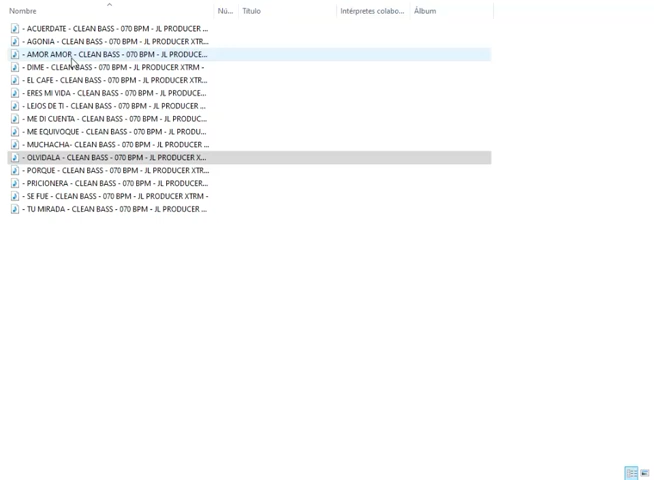 Nombre Nú... Título Intérpretes colabo... Álbum
- ACUERDATE - CLEAN BASS - 070 BPM - JL PRODUCER ...
- AGONIA - CLEAN BASS - 070 BPM - JL PRODUCER XTR...
- AMOR AMOR - CLEAN BASS - 070 BPM - JL PRODUCE...
- DIME - CLEAN BASS - 070 BPM - JL PRODUCER XTRM -
- EL CAFE - CLEAN BASS - 070 BPM - JL PRODUCER XTR...
- ERES MI VIDA - CLEAN BASS - 070 BPM - JL PRODUCE...
- LEJOS DE TI - CLEAN BASS - 070 BPM - JL PRODUCER ...
- ME DI CUENTA - CLEAN BASS - 070 BPM - JL PRODUC...
- ME EQUIVOQUE - CLEAN BASS - 070 BPM - JL PRODU...
- MUCHACHA- CLEAN BASS - 070 BPM - JL PRODUCER ...
- OLVIDALA - CLEAN BASS - 070 BPM - JL PRODUCER X...
- PORQUE - CLEAN BASS - 070 BPM - JL PRODUCER XTR...
- PRICIONERA - CLEAN BASS - 070 BPM - JL PRODUCER ...
- SE FUE - CLEAN BASS - 070 BPM - JL PRODUCER XTRM -
- TU MIRADA - CLEAN BASS - 070 BPM - JL PRODUCER ...